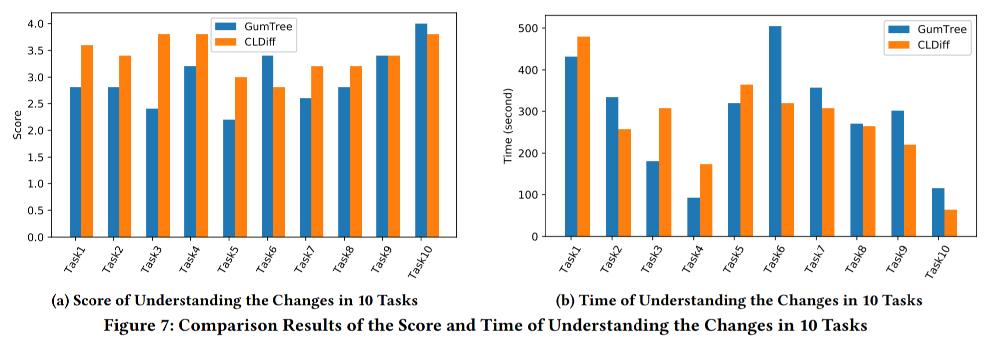 4.0
3.5
3.0
2.5
2.0
1.5
1.0
0.5
0.0
Score
GumTree
CLDiff
Task1
Task2
Task3
Task4
Task5
Task6
Task7
Task8
Task9
Task10
(a) Score of Understanding the Changes in 10 Tasks
500
400
300
200
100
0
Time (second)
GumTree
CLDiff
Task1
Task2
Task3
Task4
Task5
Task6
Task7
Task8
Task9
Task10
(b) Time of Understanding the Changes in 10 Tasks
Figure 7: Comparison Results of the Score and Time of Understanding the Changes in 10 Tasks